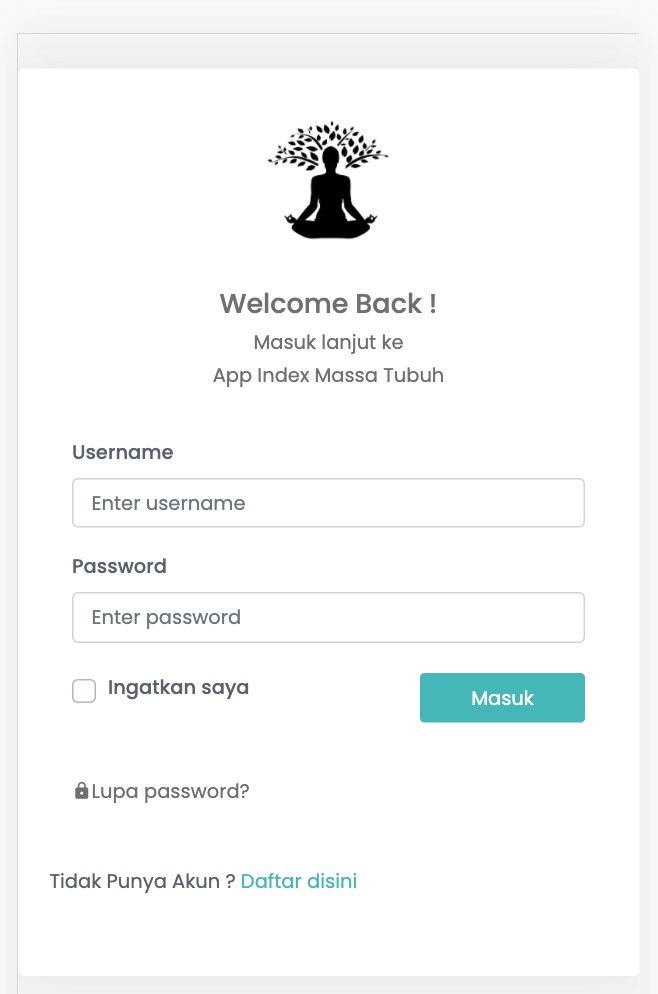 Welcome Back !
Masuk lanjut ke
App Index Massa Tubuh
Username
Enter username
Password
Enter password
Ingatkan saya
Masuk
Lupa password?
Tidak Punya Akun ? Daftar disini